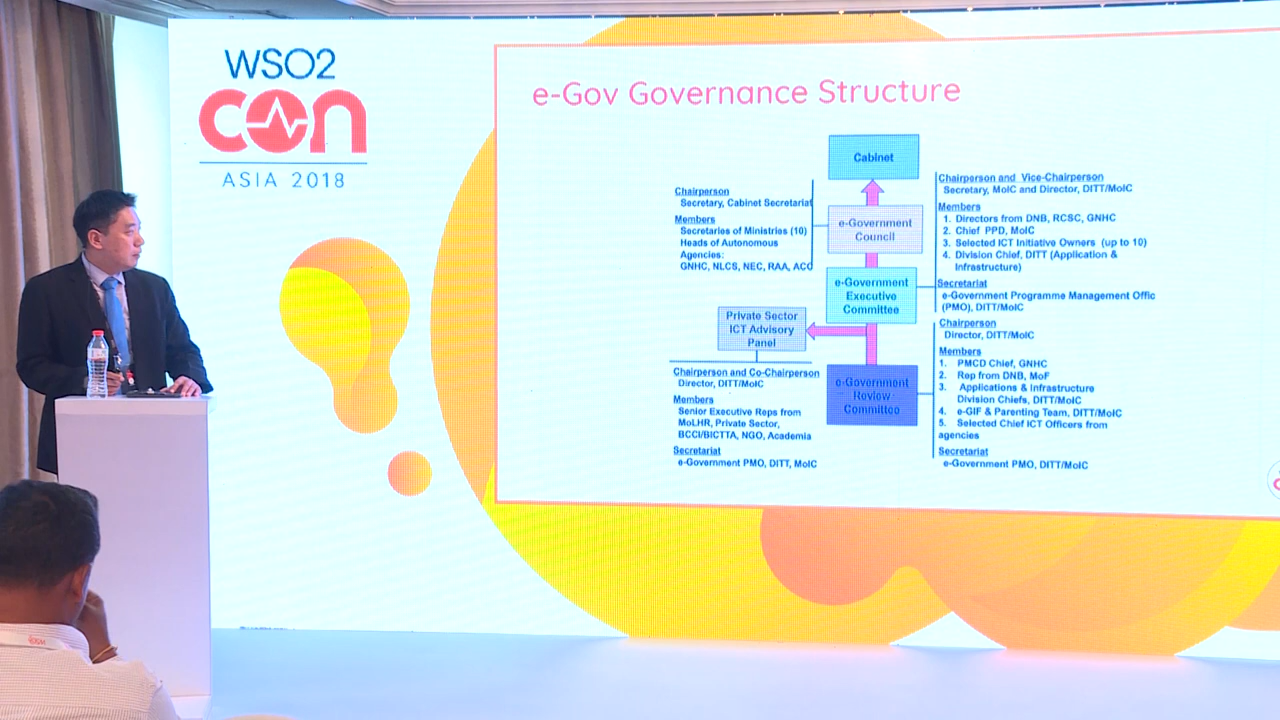 WSO2
con
ASIA 2018
e-Gov Governance Structure
Cabinet
Chairperson
Secretary, Cabinet Secretariat
Members
Secretaries of Ministries (10)
Heads of Autonomous
Agencies:
GNHC, NLCS, NEC, RAA, ACC
e-Government
Council
Chairperson and Vice-Chairperson
Secretary, MoIC and Director, DITT/MoIC
Members
1. Directors from DNB, RCSC, GNHC
2. Chief PPD, MoIC
3. Selected ICT Initiative Owners (up to 10)
4. Division Chief, DITT (Application &
Infrastructure)
Secretariat
e-Government Programme Management Offic
(PMO), DITT/MoIC
e-Government
Executive
Committee
Private Sector
ICT Advisory
Panel
Chairperson and Co-Chairperson
Director, DITT/MoIC
Members
Senior Executive Reps from
MoLHR, Private Sector,
BCCI/BICTTA, NGO, Academia
Secretariat
e-Government PMO, DITT, MoIC
e-Government
Review
Committee
Chairperson
Director, DITT/MoIC
Members
1. PMCD Chief, GNHC
2. Rep from DNB, MoF
3. Applications & Infrastructure
Division Chiefs, DITT/MoIC
4. e-GIF & Parenting Team, DITT/MoIC
5. Selected Chief ICT Officers from
agencies
Secretariat
e-Government PMO, DITT/MoIC